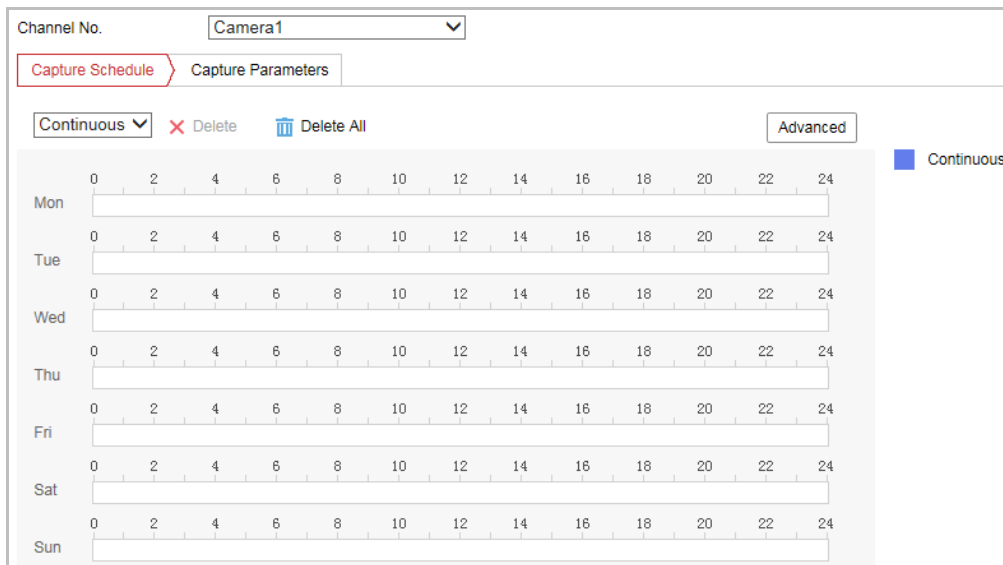 Channel No. Camera1
Capture Schedule Capture Parameters
Continuous Delete Delete All Advanced
Continuous
0 2 4 6 8 10 12 14 16 18 20 22 24
Mon
0 2 4 6 8 10 12 14 16 18 20 22 24
Tue
0 2 4 6 8 10 12 14 16 18 20 22 24
Wed
0 2 4 6 8 10 12 14 16 18 20 22 24
Thu
0 2 4 6 8 10 12 14 16 18 20 22 24
Fri
0 2 4 6 8 10 12 14 16 18 20 22 24
Sat
0 2 4 6 8 10 12 14 16 18 20 22 24
Sun